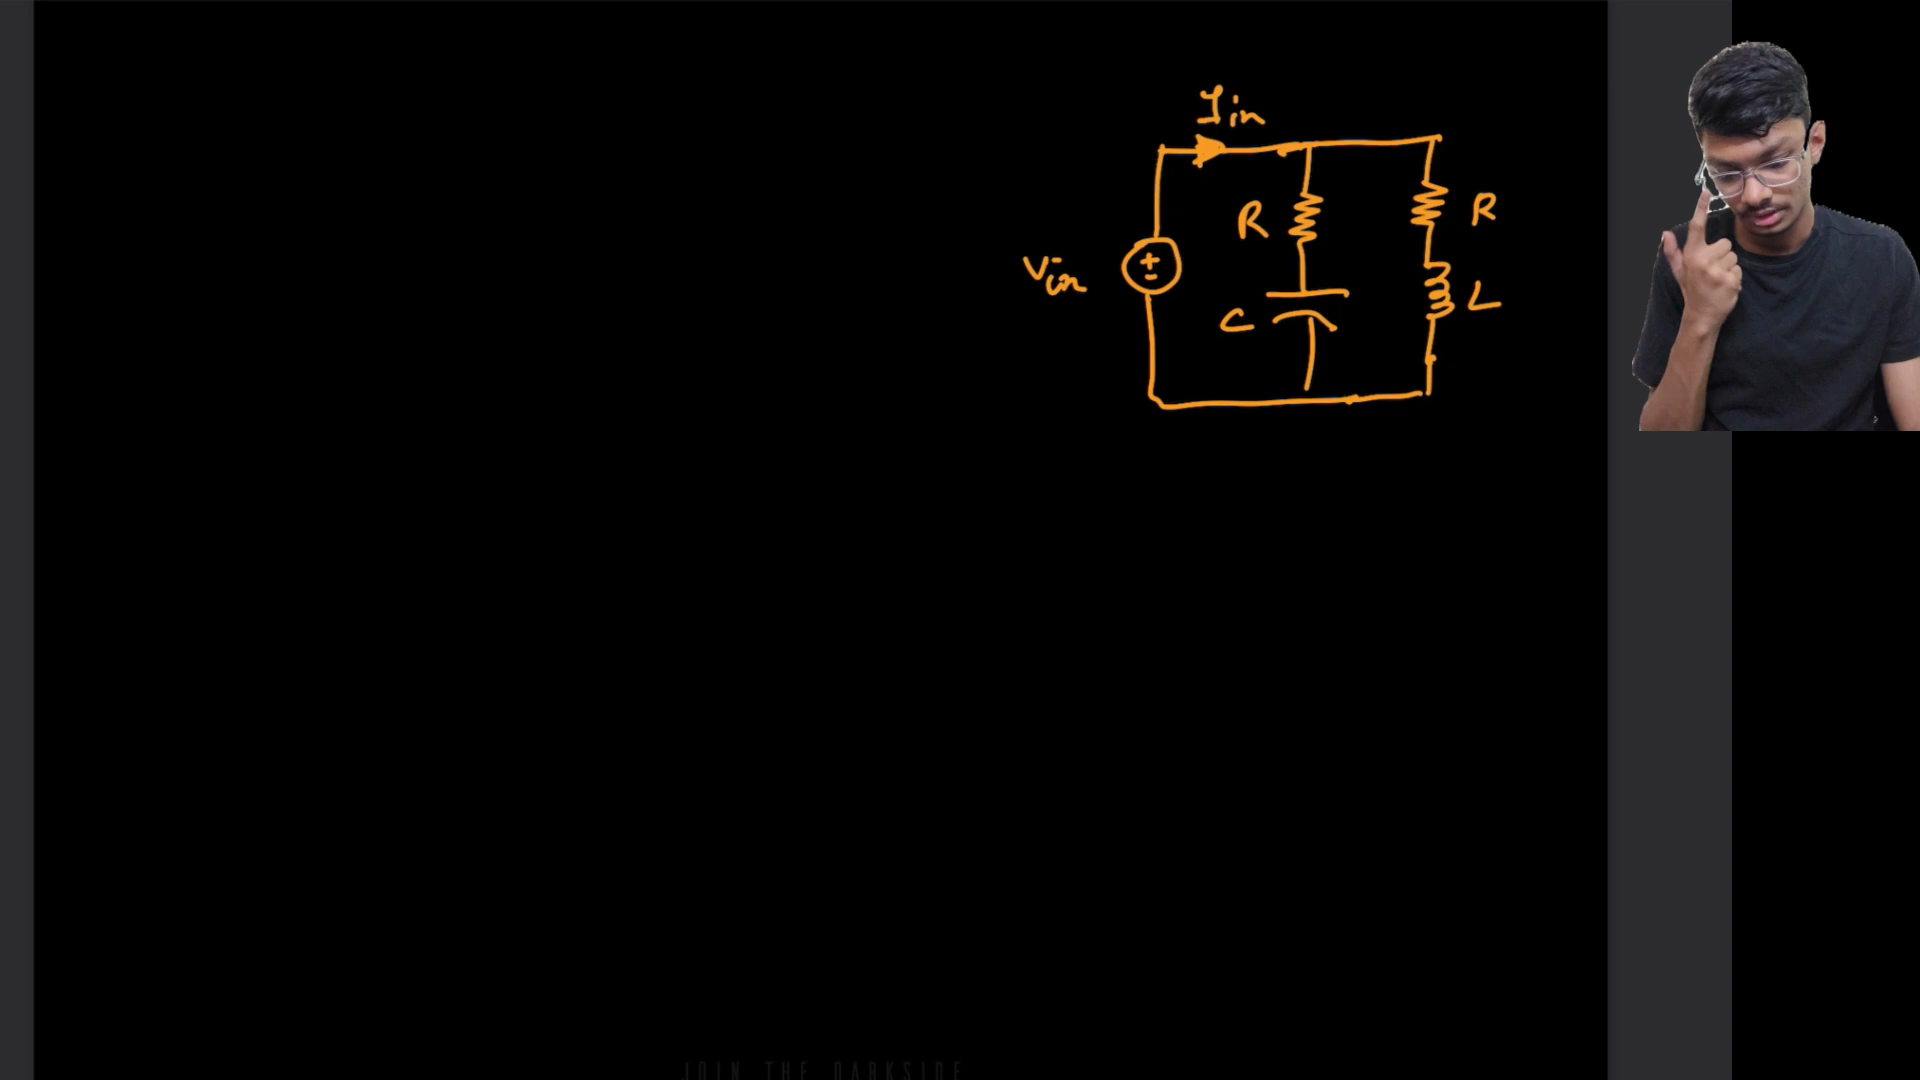 Iin
R
R
Vin
+
-
C
L
JOIN THE DARKSIDE